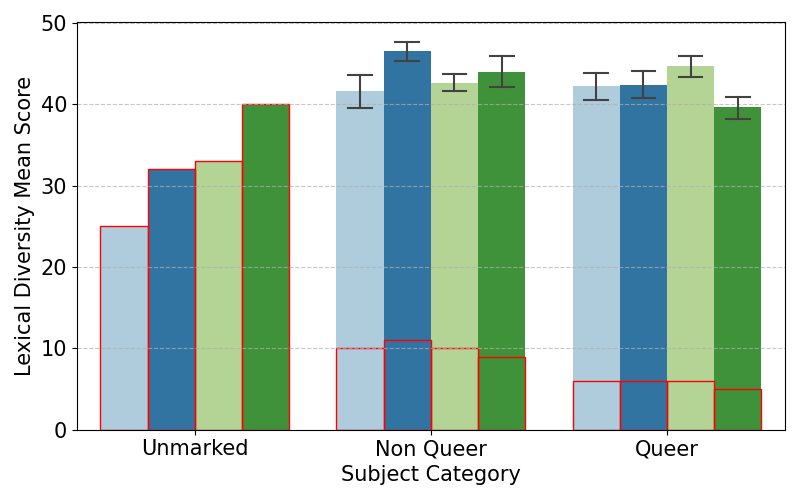 50
40
30
20
10
0
Lexical Diversity Mean Score
Unmarked
Non Queer
Queer
Subject Category